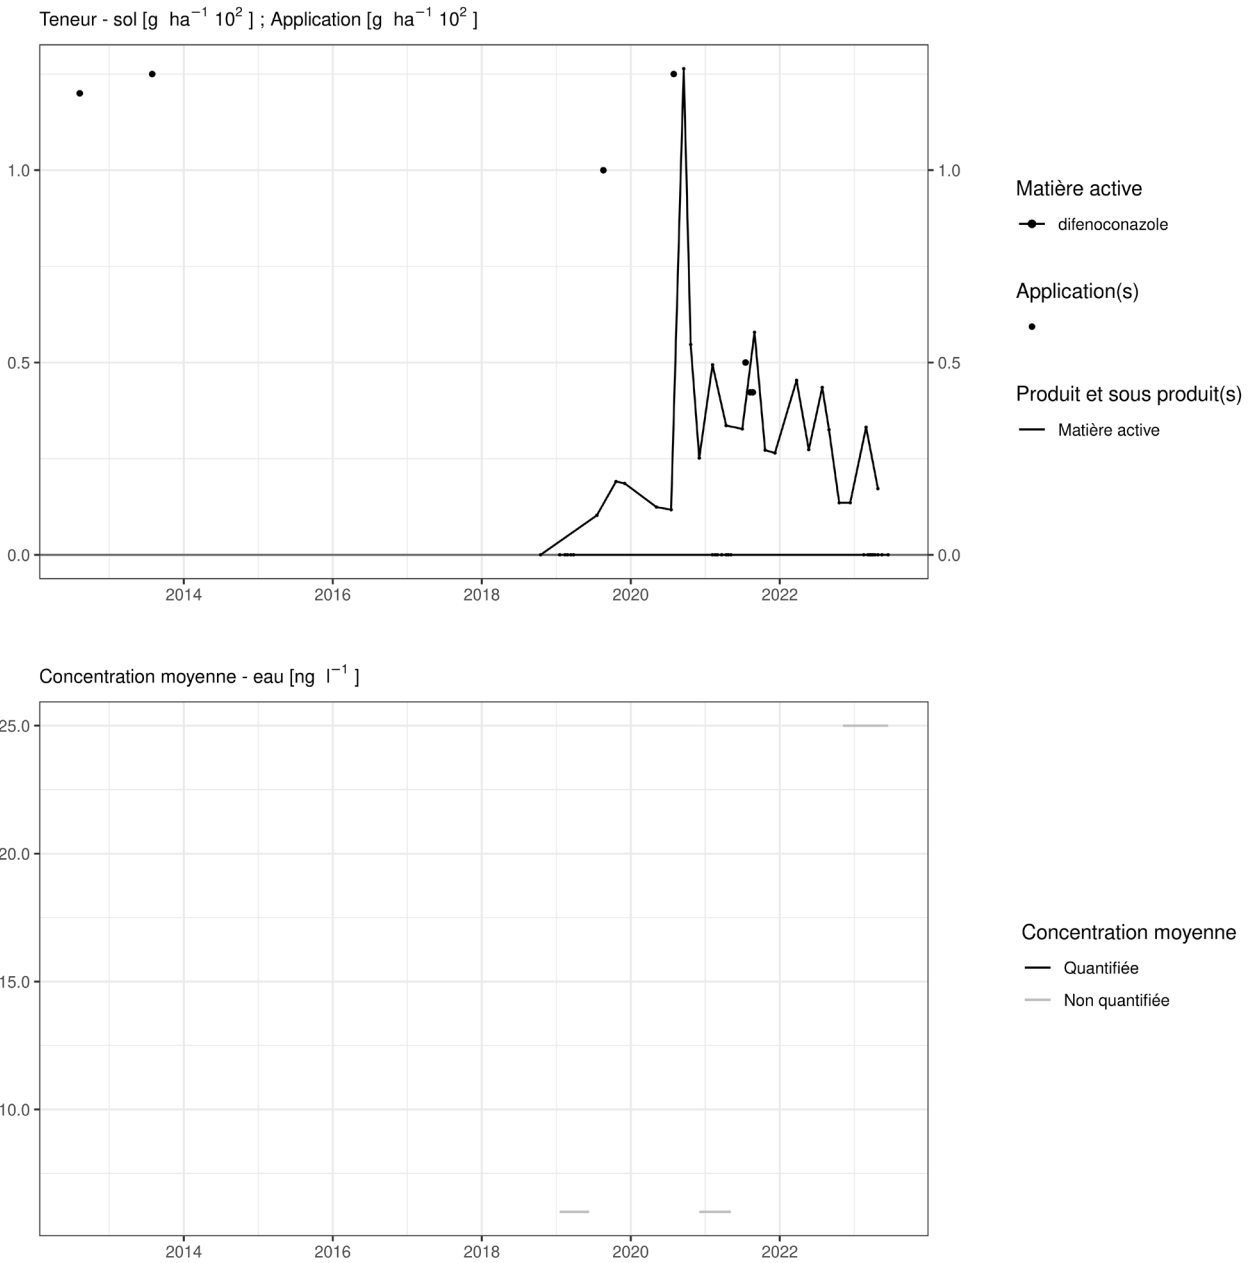 Teneur - sol [g ha⁻¹ 10² ] ; Application [g ha⁻¹ 10² ]
1.0
0.5
0.0
1.0
0.5
0.0
2014 2016 2018 2020 2022
Matière active
difenoconazole
Application(s)
Produit et sous produit(s)
Matière active
Concentration moyenne - eau [ng l⁻¹ ]
25.0
20.0
15.0
10.0
2014 2016 2018 2020 2022
Concentration moyenne
Quantifiée
Non quantifiée